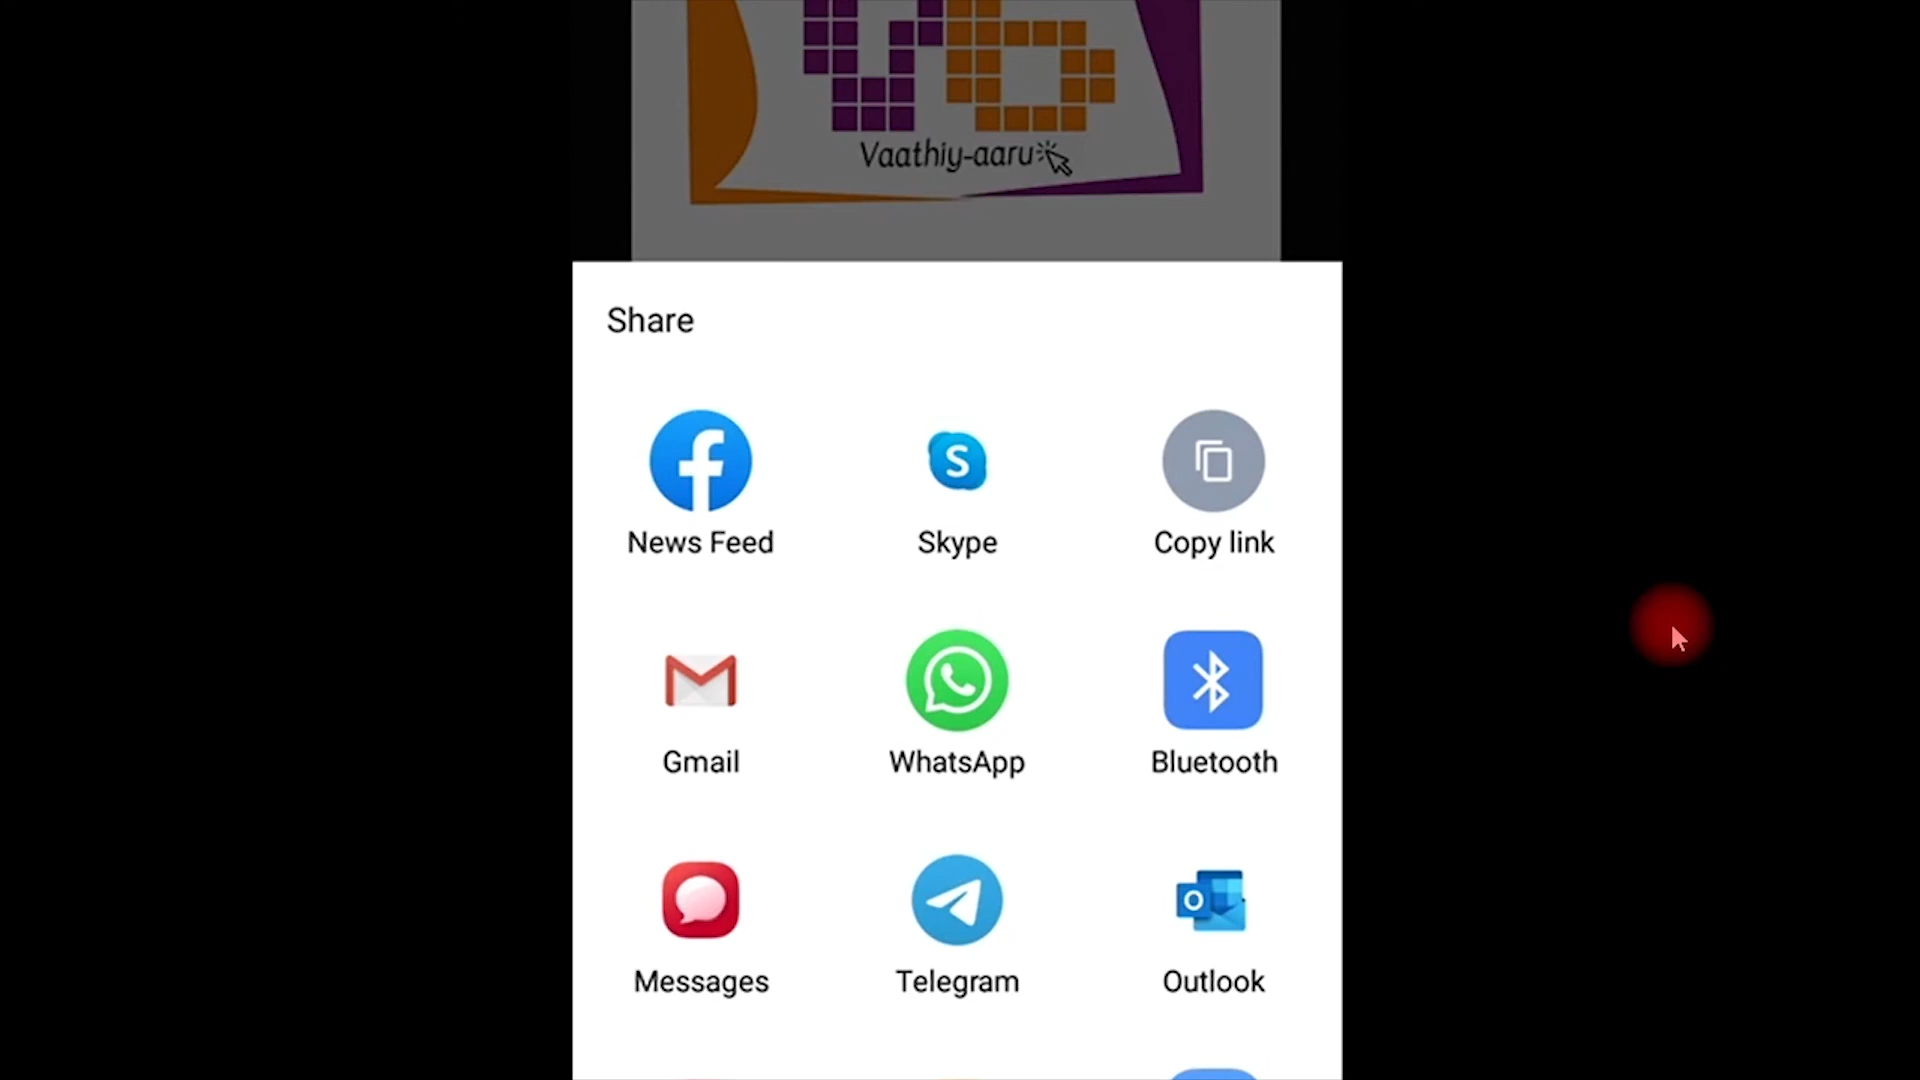 Vaathiy-aaru
Share
News Feed
Skype
Copy link
Gmail
WhatsApp
Bluetooth
Messages
Telegram
Outlook